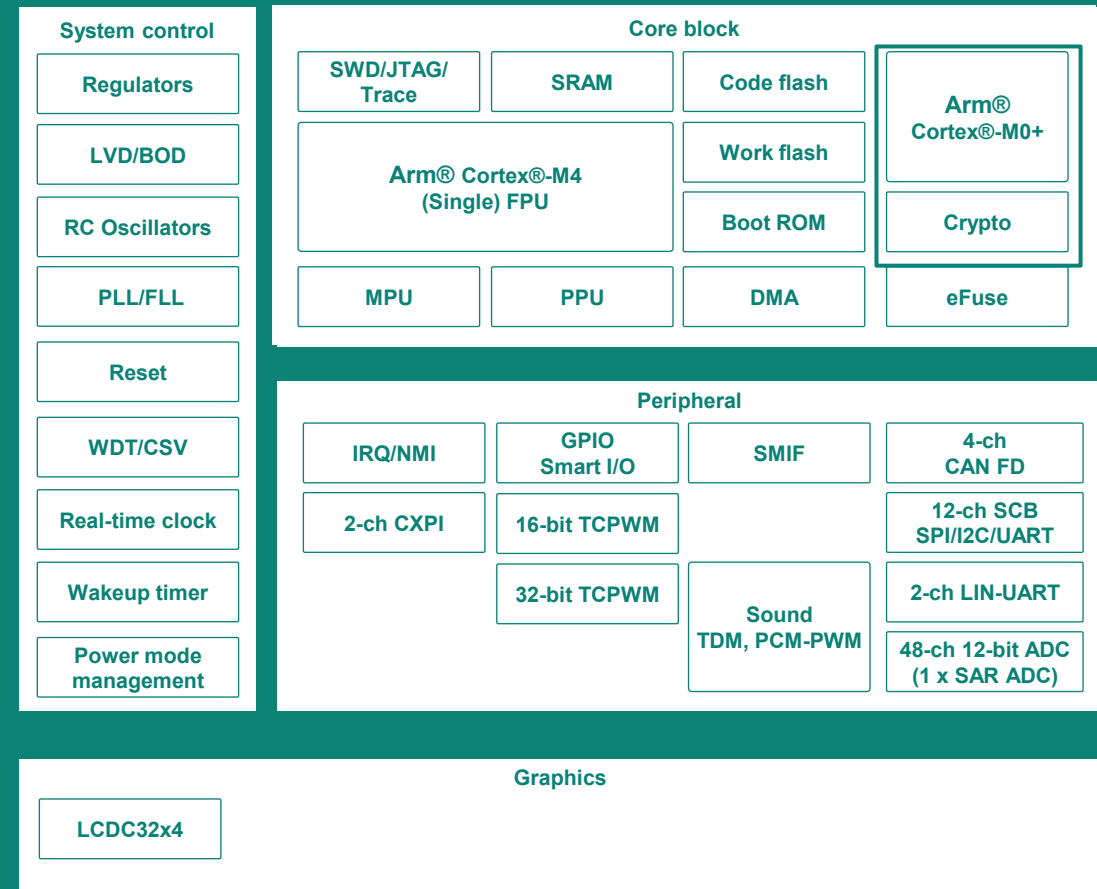 System control
Regulators
LVD/BOD
RC Oscillators
PLL/FLL
Reset
WDT/CSV
Real-time clock
Wakeup timer
Power mode
management
Core block
SWD/JTAG/
Trace
SRAM
Code flash
Arm®
Cortex®-M0+
Arm® Cortex®-M4
(Single) FPU
Work flash
Boot ROM
Crypto
MPU
PPU
DMA
eFuse
Peripheral
IRQ/NMI
GPIO
Smart I/O
SMIF
4-ch
CAN FD
2-ch CXPI
16-bit TCPWM
12-ch SCB
SPI/I2C/UART
32-bit TCPWM
Sound
TDM, PCM-PWM
2-ch LIN-UART
48-ch 12-bit ADC
(1 x SAR ADC)
Graphics
LCDC32x4